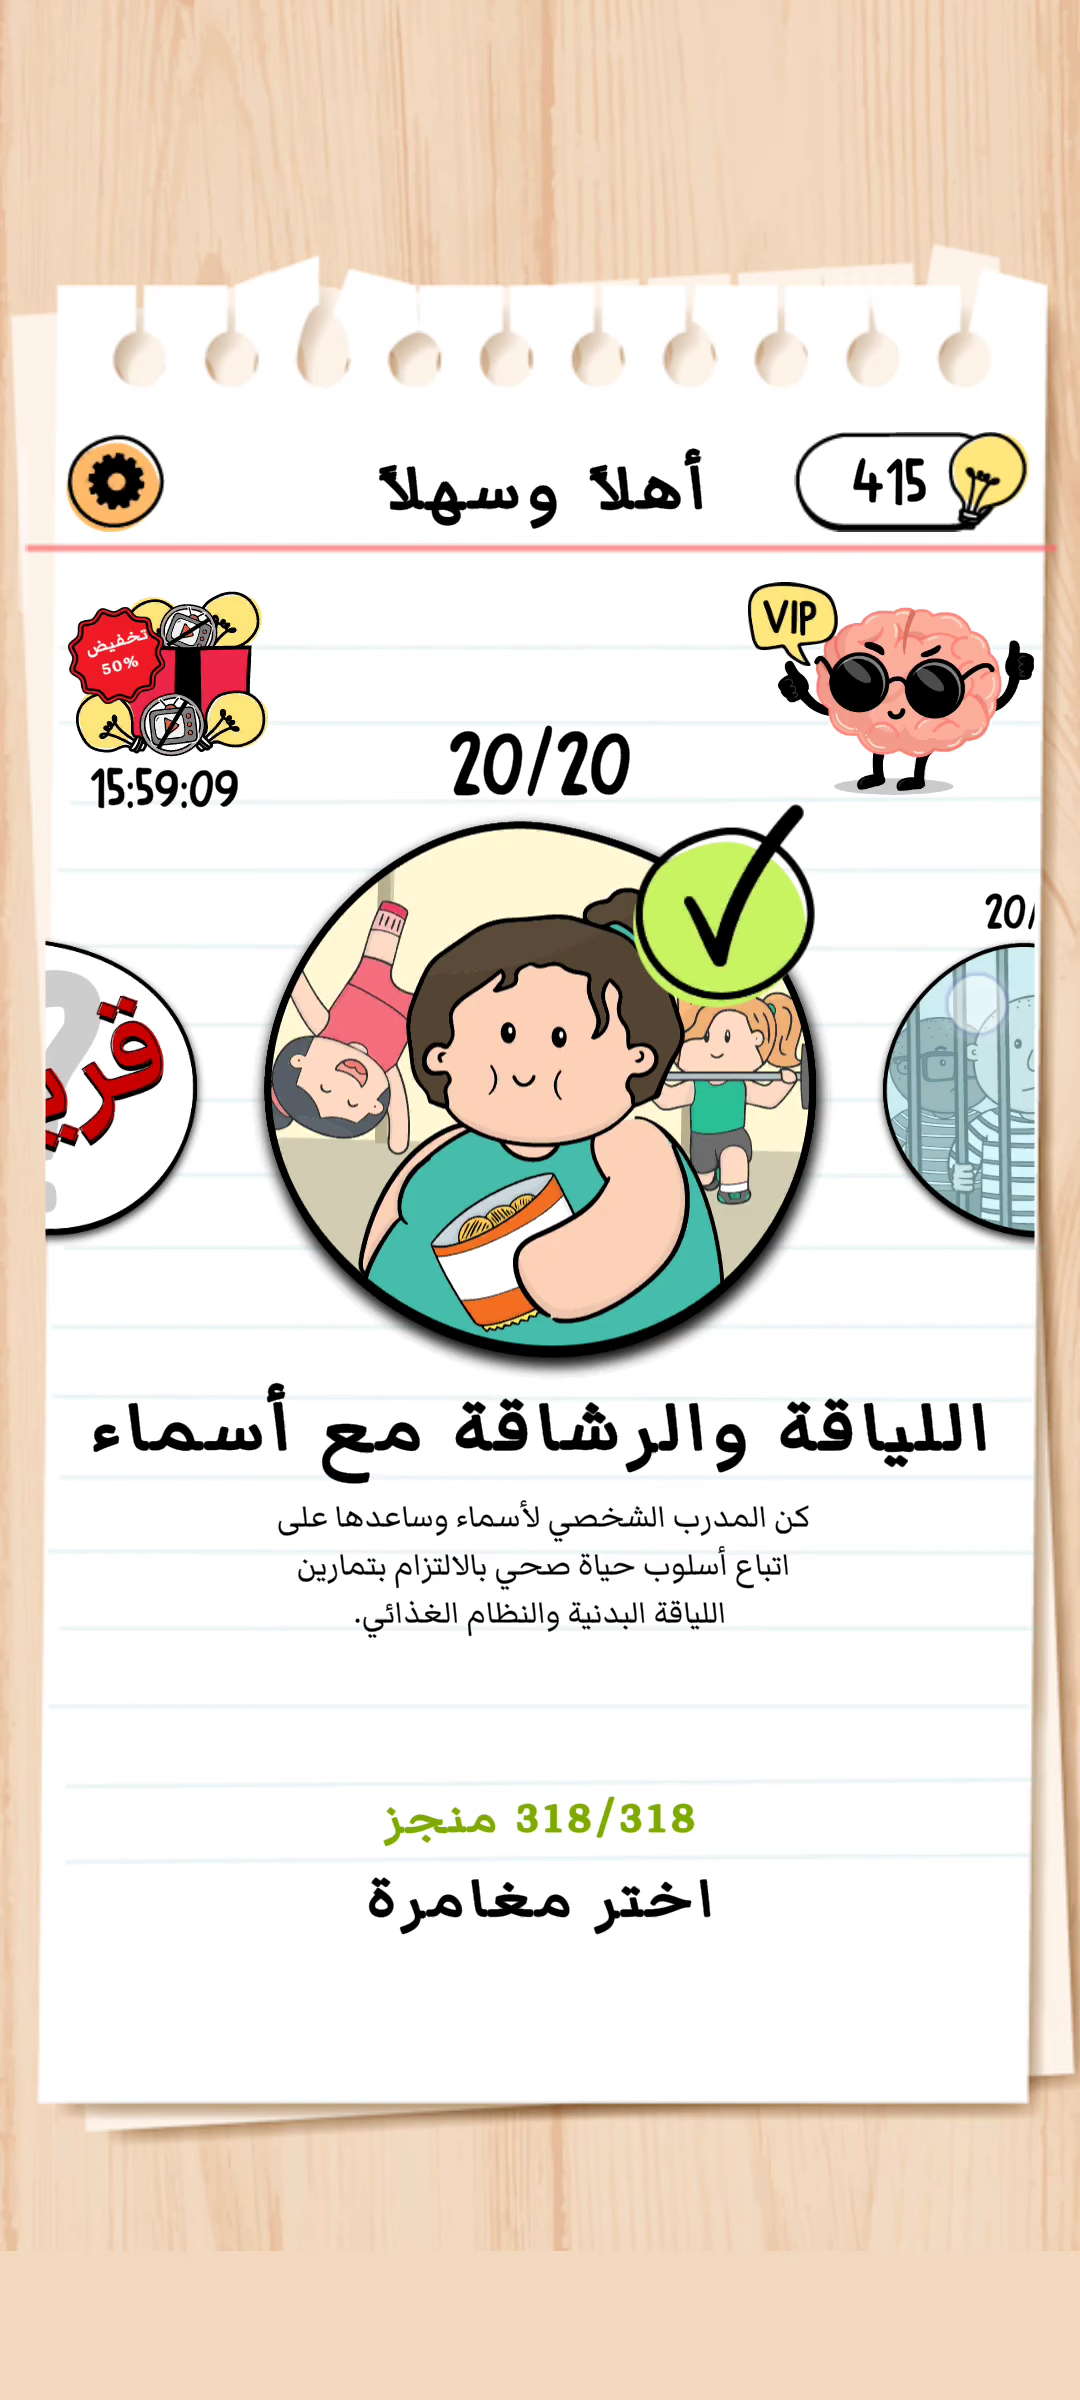 أهلاً وسهلاً
415
تخفيض
50%
VIP
15:59:09
20/20
20/
اللياقة والرشاقة مع أسماء
كن المدرب الشخصي لأسماء وساعدها على
اتباع أسلوب حياة صحي بالالتزام بتمارين
اللياقة البدنية والنظام الغذائي.
318/318 منجز
اختر مغامرة